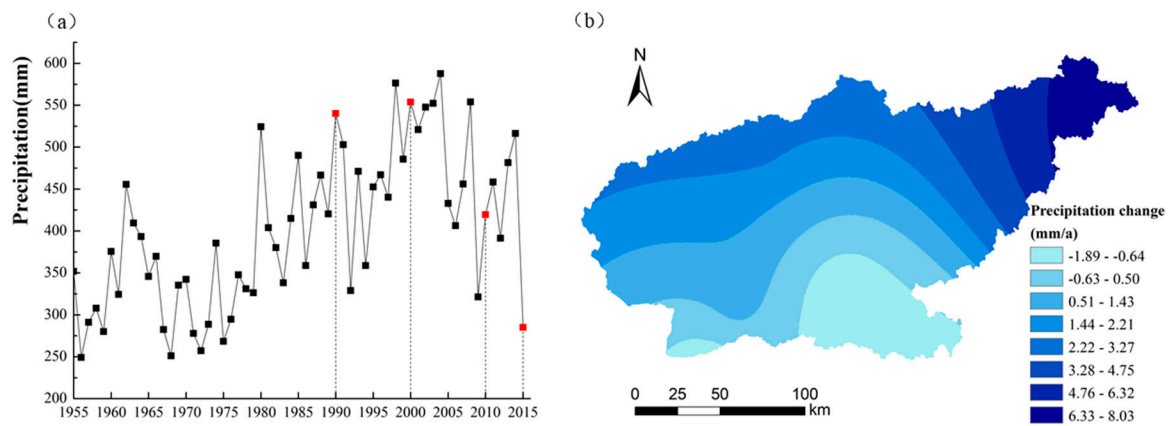 (a)
Precipitation(mm)
600
550
500
450
400
350
300
250
200
1955 1960 1965 1970 1975 1980 1985 1990 1995 2000 2005 2010 2015
(b)
N
Precipitation change
(mm/a)
-1.89 - -0.64
-0.63 - 0.50
0.51 - 1.43
1.44 - 2.21
2.22 - 3.27
3.28 - 4.75
4.76 - 6.32
6.33 - 8.03
0 25 50 100
km